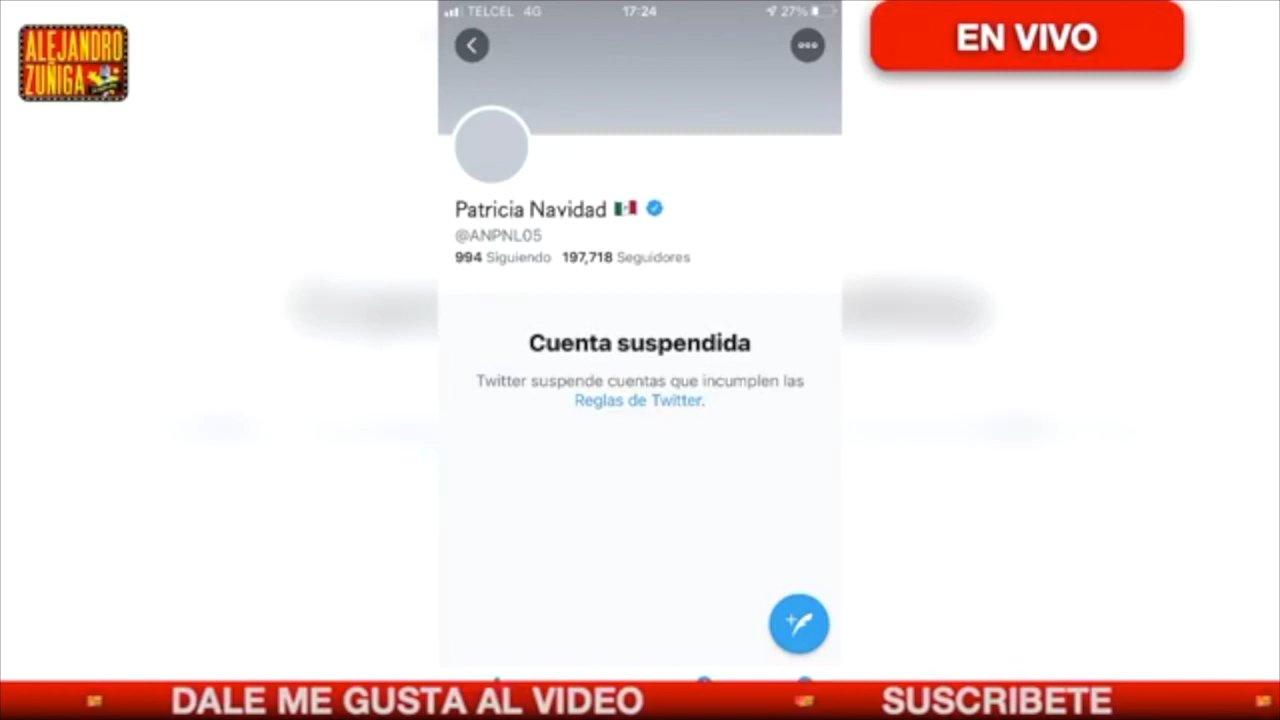 ALEJANDRO
ZUÑIGA
TELCEL 4G 17:24 27%
EN VIVO
Patricia Navidad
@ANPNL05
994 Siguiendo 197,718 Seguidores
Cuenta suspendida
Twitter suspende cuentas que incumplen las
Reglas de Twitter.
DALE ME GUSTA AL VIDEO SUSCRIBETE